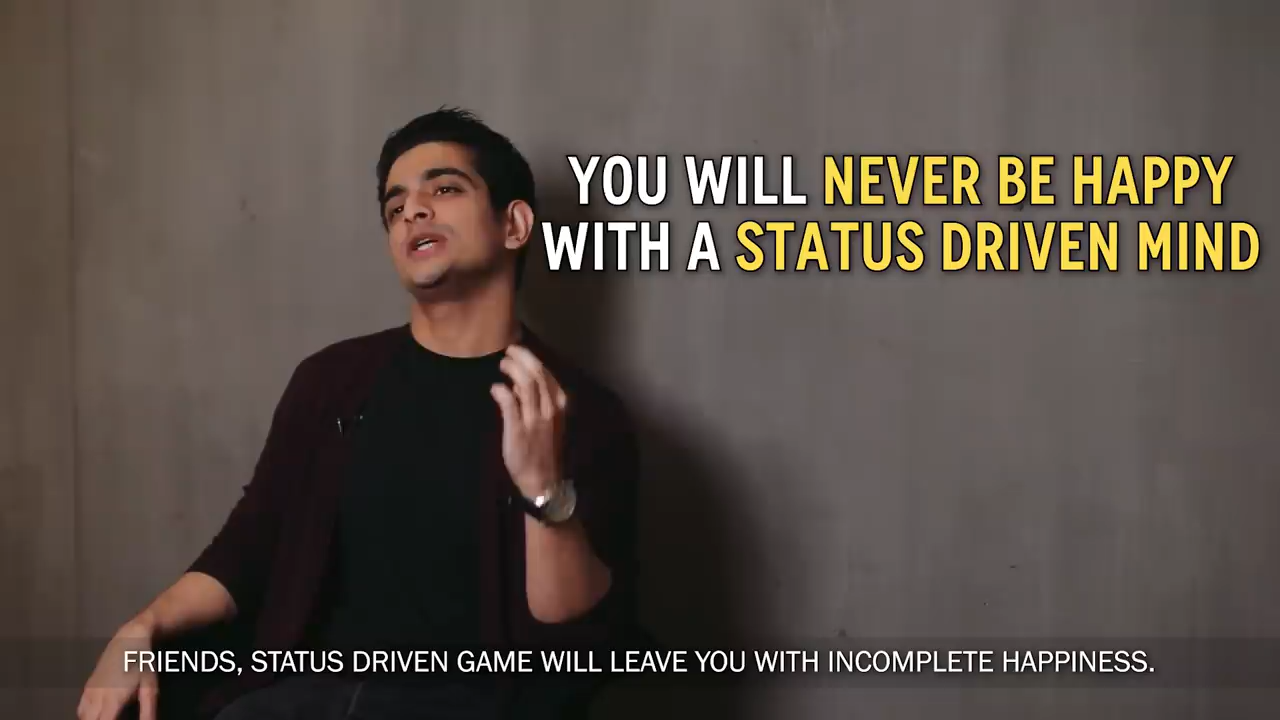 YOU WILL NEVER BE HAPPY
WITH A STATUS DRIVEN MIND
FRIENDS, STATUS DRIVEN GAME WILL LEAVE YOU WITH INCOMPLETE HAPPINESS.